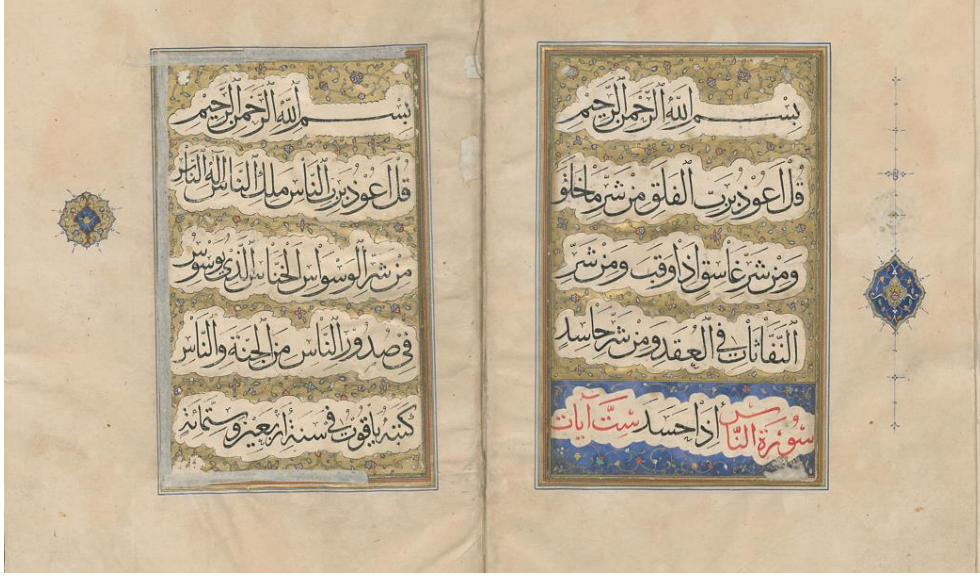 بسم الله الرحمن الرحيم
قل اعوذ برب الفلق من شر ما خلق
ومن شر غاسق اذا وقب ومن شر
النفاثات في العقد ومن شر حاسد
سورة الناس اذا حسد ست آيات
بسم الله الرحمن الرحيم
قل اعوذ برب الناس ملك الناس اله الناس
من شر الوسواس الخناس الذي يوسوس
في صدور الناس من الجنة والناس
كتبه ياقوت في سنة أربعين وستمائة